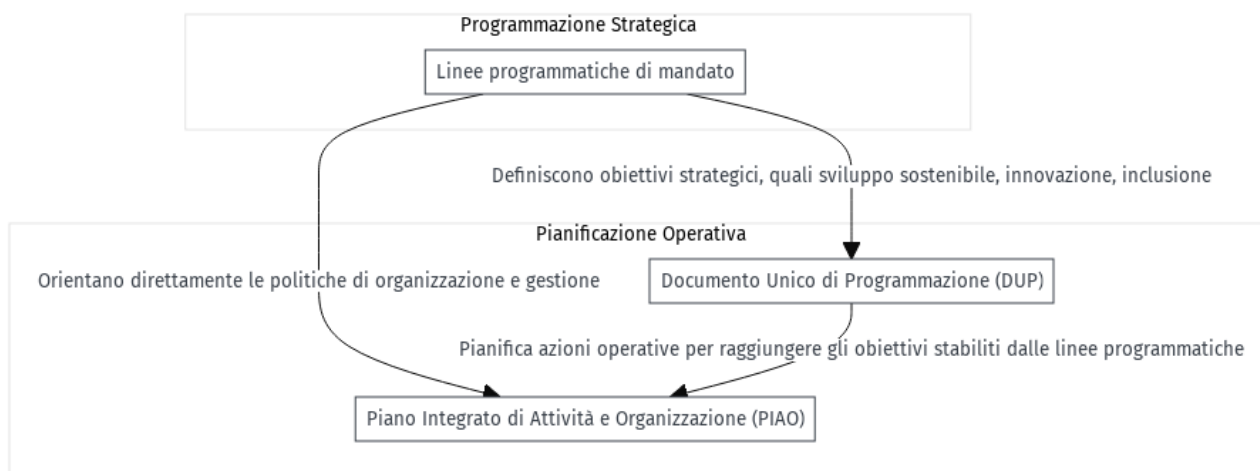 Programmazione Strategica
Linee programmatiche di mandato
Definiscono obiettivi strategici, quali sviluppo sostenibile, innovazione, inclusione
Pianificazione Operativa
Orientano direttamente le politiche di organizzazione e gestione
Documento Unico di Programmazione (DUP)
Pianifica azioni operative per raggiungere gli obiettivi stabiliti dalle linee programmatiche
Piano Integrato di Attività e Organizzazione (PIAO)